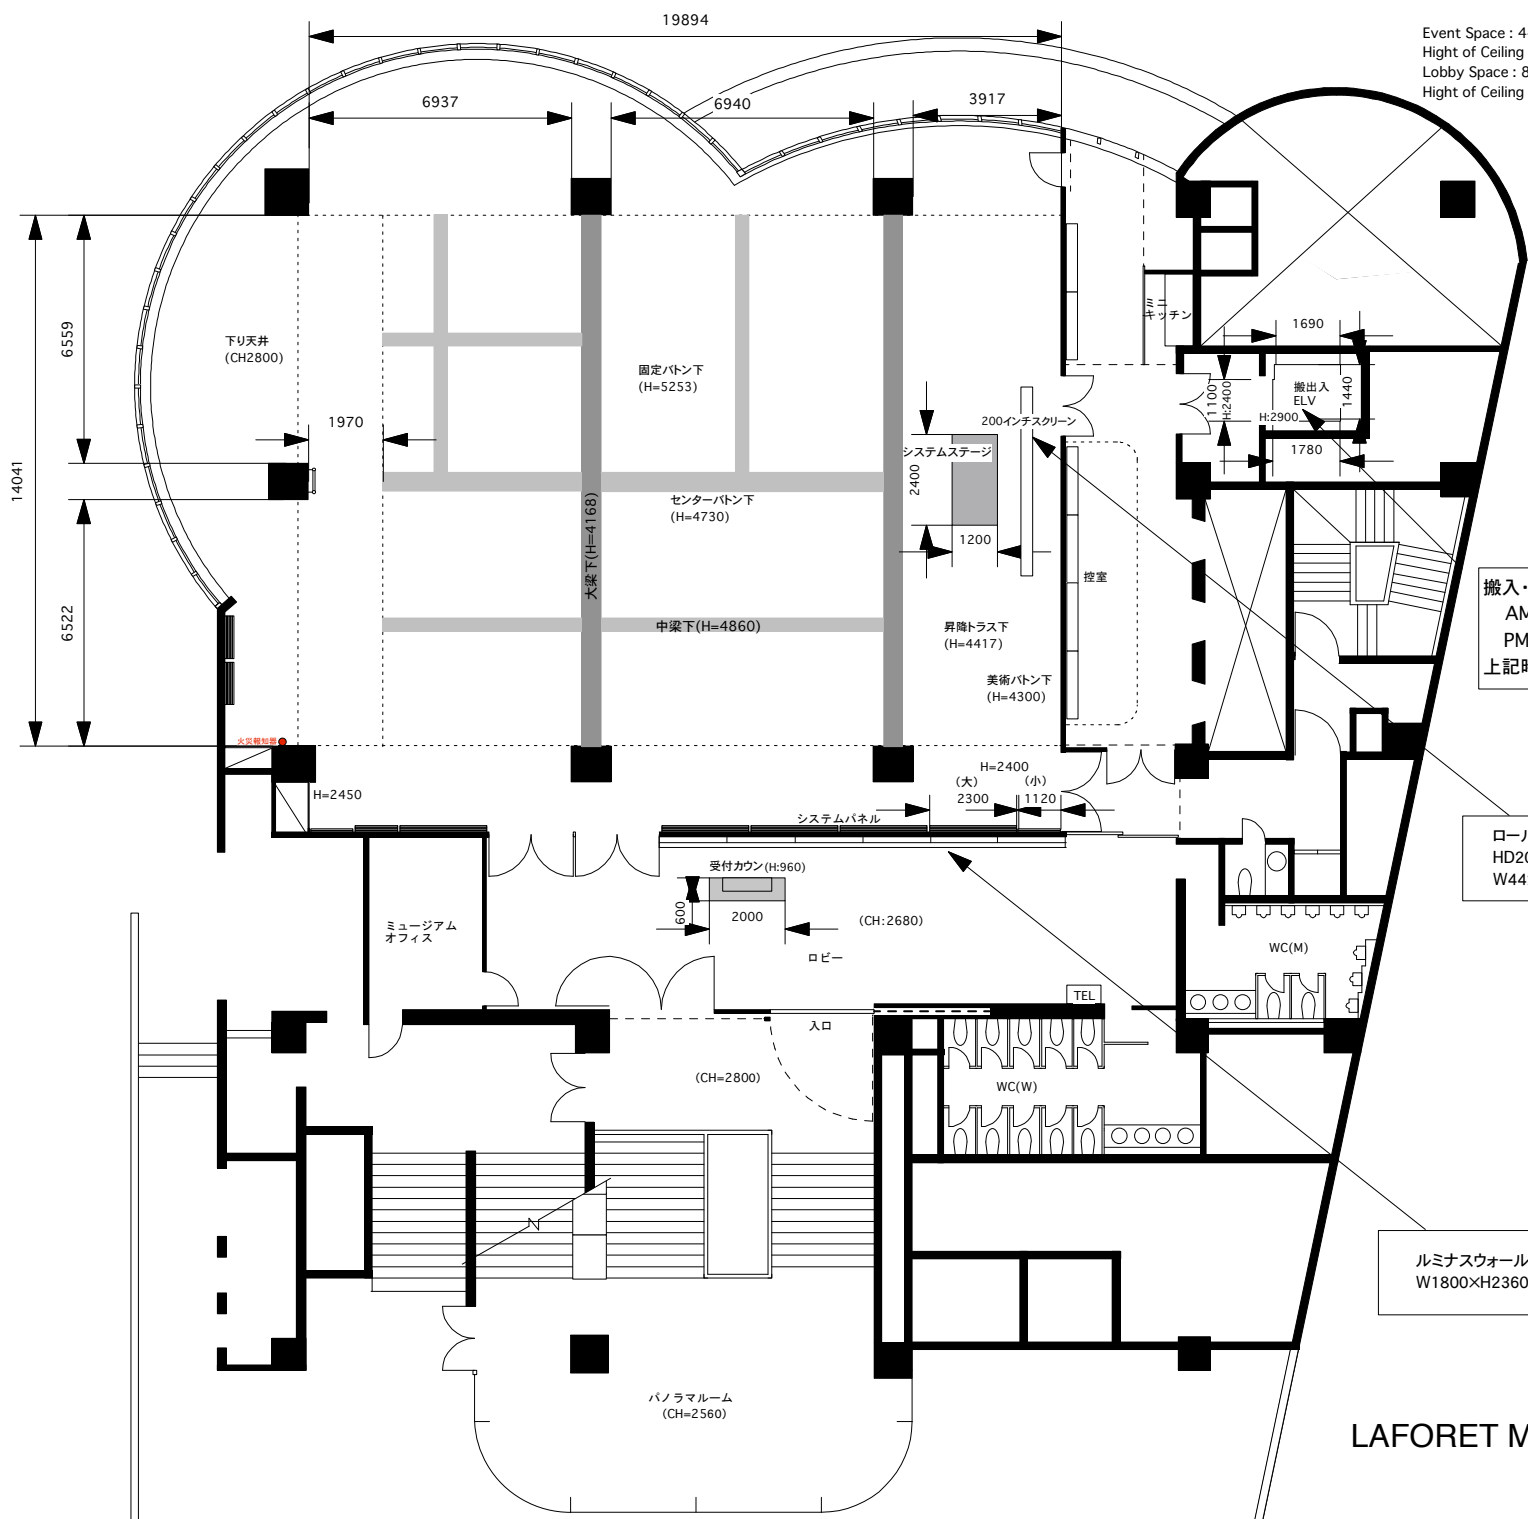 19894
Event Space : 4
Hight of Ceiling
Lobby Space : 8
Hight of Ceiling
6937
6940
3917
14041
6559
6522
下り天井
(CH2800)
1970
固定バトン下
(H=5253)
センターバトン下
(H=4730)
大梁下(H=4168)
中梁下(H=4860)
200インチスクリーン
システムステージ
2400
1200
控室
昇降トラス下
(H=4417)
美術バトン下
(H=4300)
ミニ
キッチン
1690
1100
H:2400
搬出入
ELV
H:2900
1440
1780
搬入・
AM
PM
上記時
火災報知器
H=2450
H=2400
(大)
2300
(小)
1120
システムパネル
ロール
HD20
W44
受付カウン(H:960)
600
2000
(CH:2680)
ロビー
ミュージアム
オフィス
WC(M)
TEL
入口
(CH=2800)
WC(W)
N
ルミナスウォール
W1800×H2360
パノラマルーム
(CH=2560)
LAFORET M